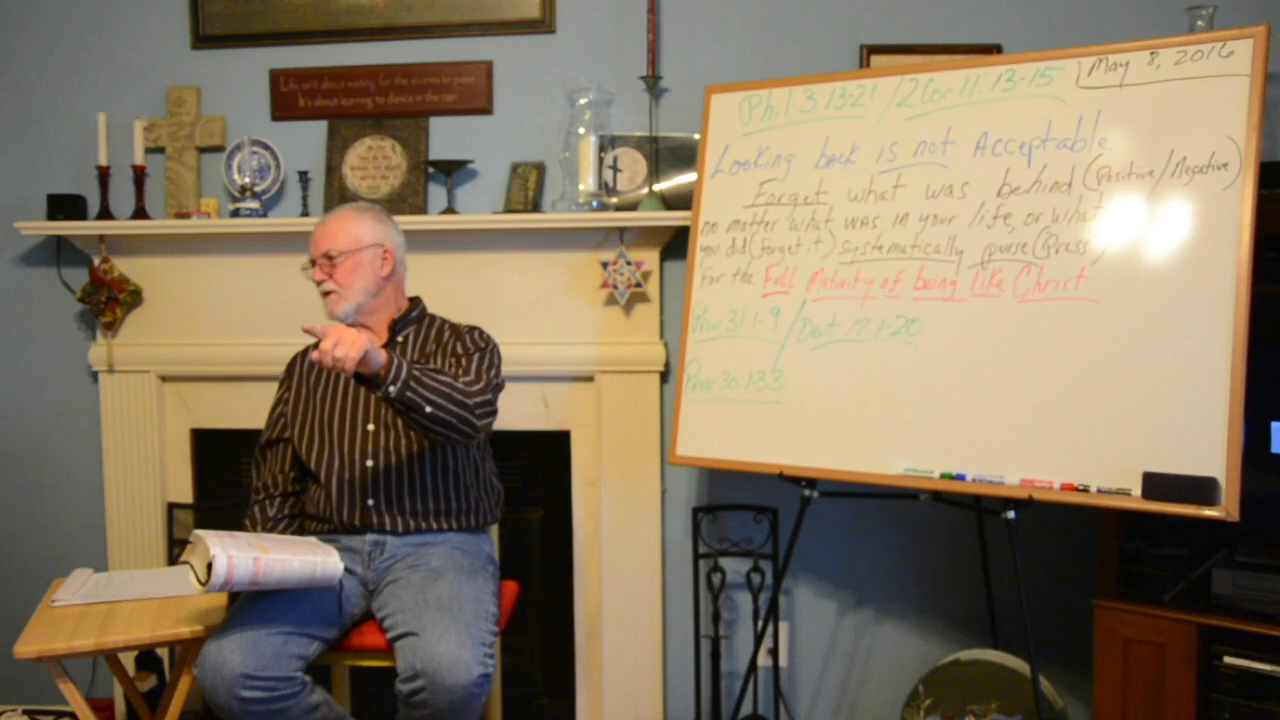 Life isn't about waiting for the storms to pass
It's about learning to dance in the rain.
May 8, 2016
Phil 3 13-21 / 2 Cor 11:13-15
Looking back is not Acceptable
Forget what was behind (Positive/Negative)
no matter what was in your life, or what
you did (forget it) systematically purse (Press)
for the Full Maturity of being like Christ
Prov 31 1-9 / Deut 17:1-20
Prov 30 1-33